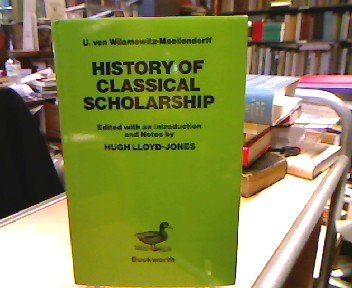 U. von Wilamowitz-Moellendorff
HISTORY OF
CLASSICAL
SCHOLARSHIP
Edited with an Introduction
and Notes by
HUGH LLOYD-JONES
Duckworth